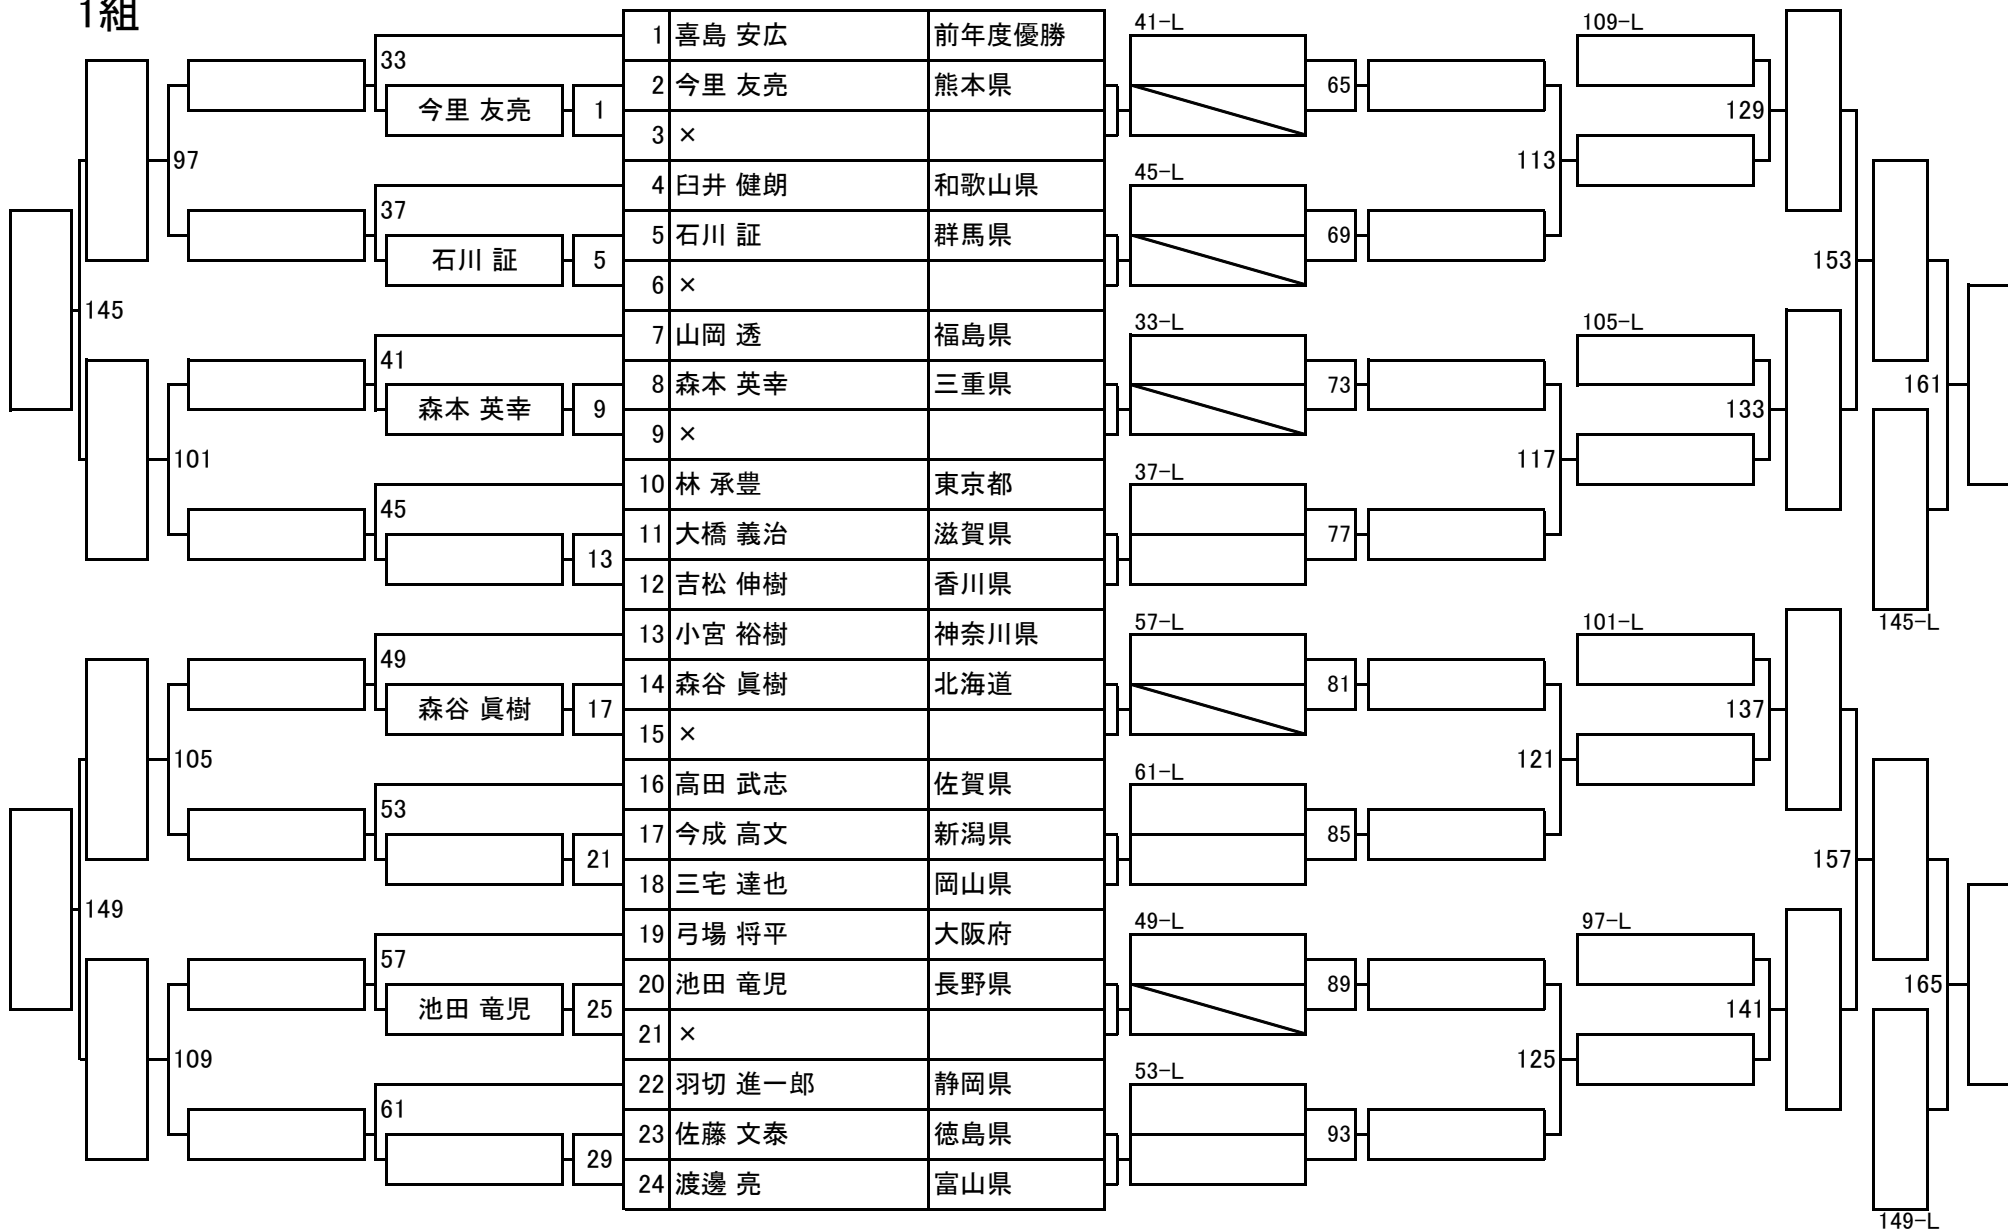 1組
1 喜島 安広 前年度優勝
2 今里 友亮 熊本県
3 ×
4 臼井 健朗 和歌山県
5 石川 証 群馬県
6 ×
7 山岡 透 福島県
8 森本 英幸 三重県
9 ×
10 林 承豊 東京都
11 大橋 義治 滋賀県
12 吉松 伸樹 香川県
13 小宮 裕樹 神奈川県
14 森谷 眞樹 北海道
15 ×
16 高田 武志 佐賀県
17 今成 高文 新潟県
18 三宅 達也 岡山県
19 弓場 将平 大阪府
20 池田 竜児 長野県
21 ×
22 羽切 進一郎 静岡県
23 佐藤 文泰 徳島県
24 渡邊 亮 富山県
33
今里 友亮 1
97
37
石川 証 5
145
41
森本 英幸 9
101
45
13
49
森谷 眞樹 17
105
53
21
149
57
池田 竜児 25
109
61
29
41-L
65
45-L
69
33-L
73
37-L
77
57-L
81
61-L
85
49-L
89
53-L
93
113
117
121
125
109-L
129
105-L
133
101-L
137
97-L
141
153
157
145-L
161
149-L
165